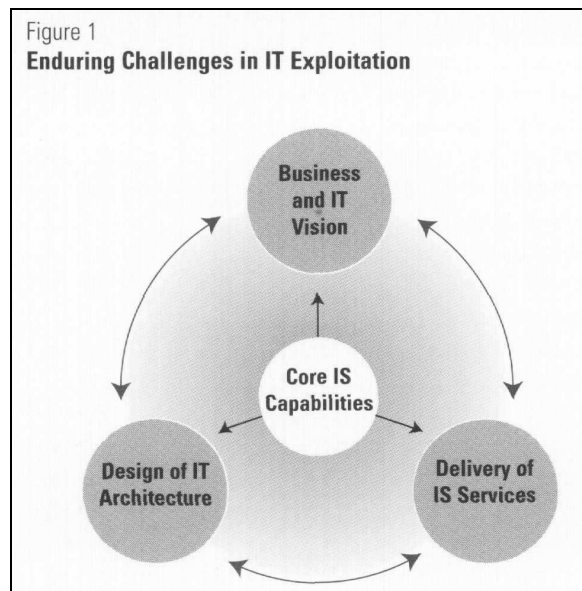 Figure 1
Enduring Challenges in IT Exploitation
Business
and IT
Vision
Core IS
Capabilities
Design of IT
Architecture
Delivery of
IS Services